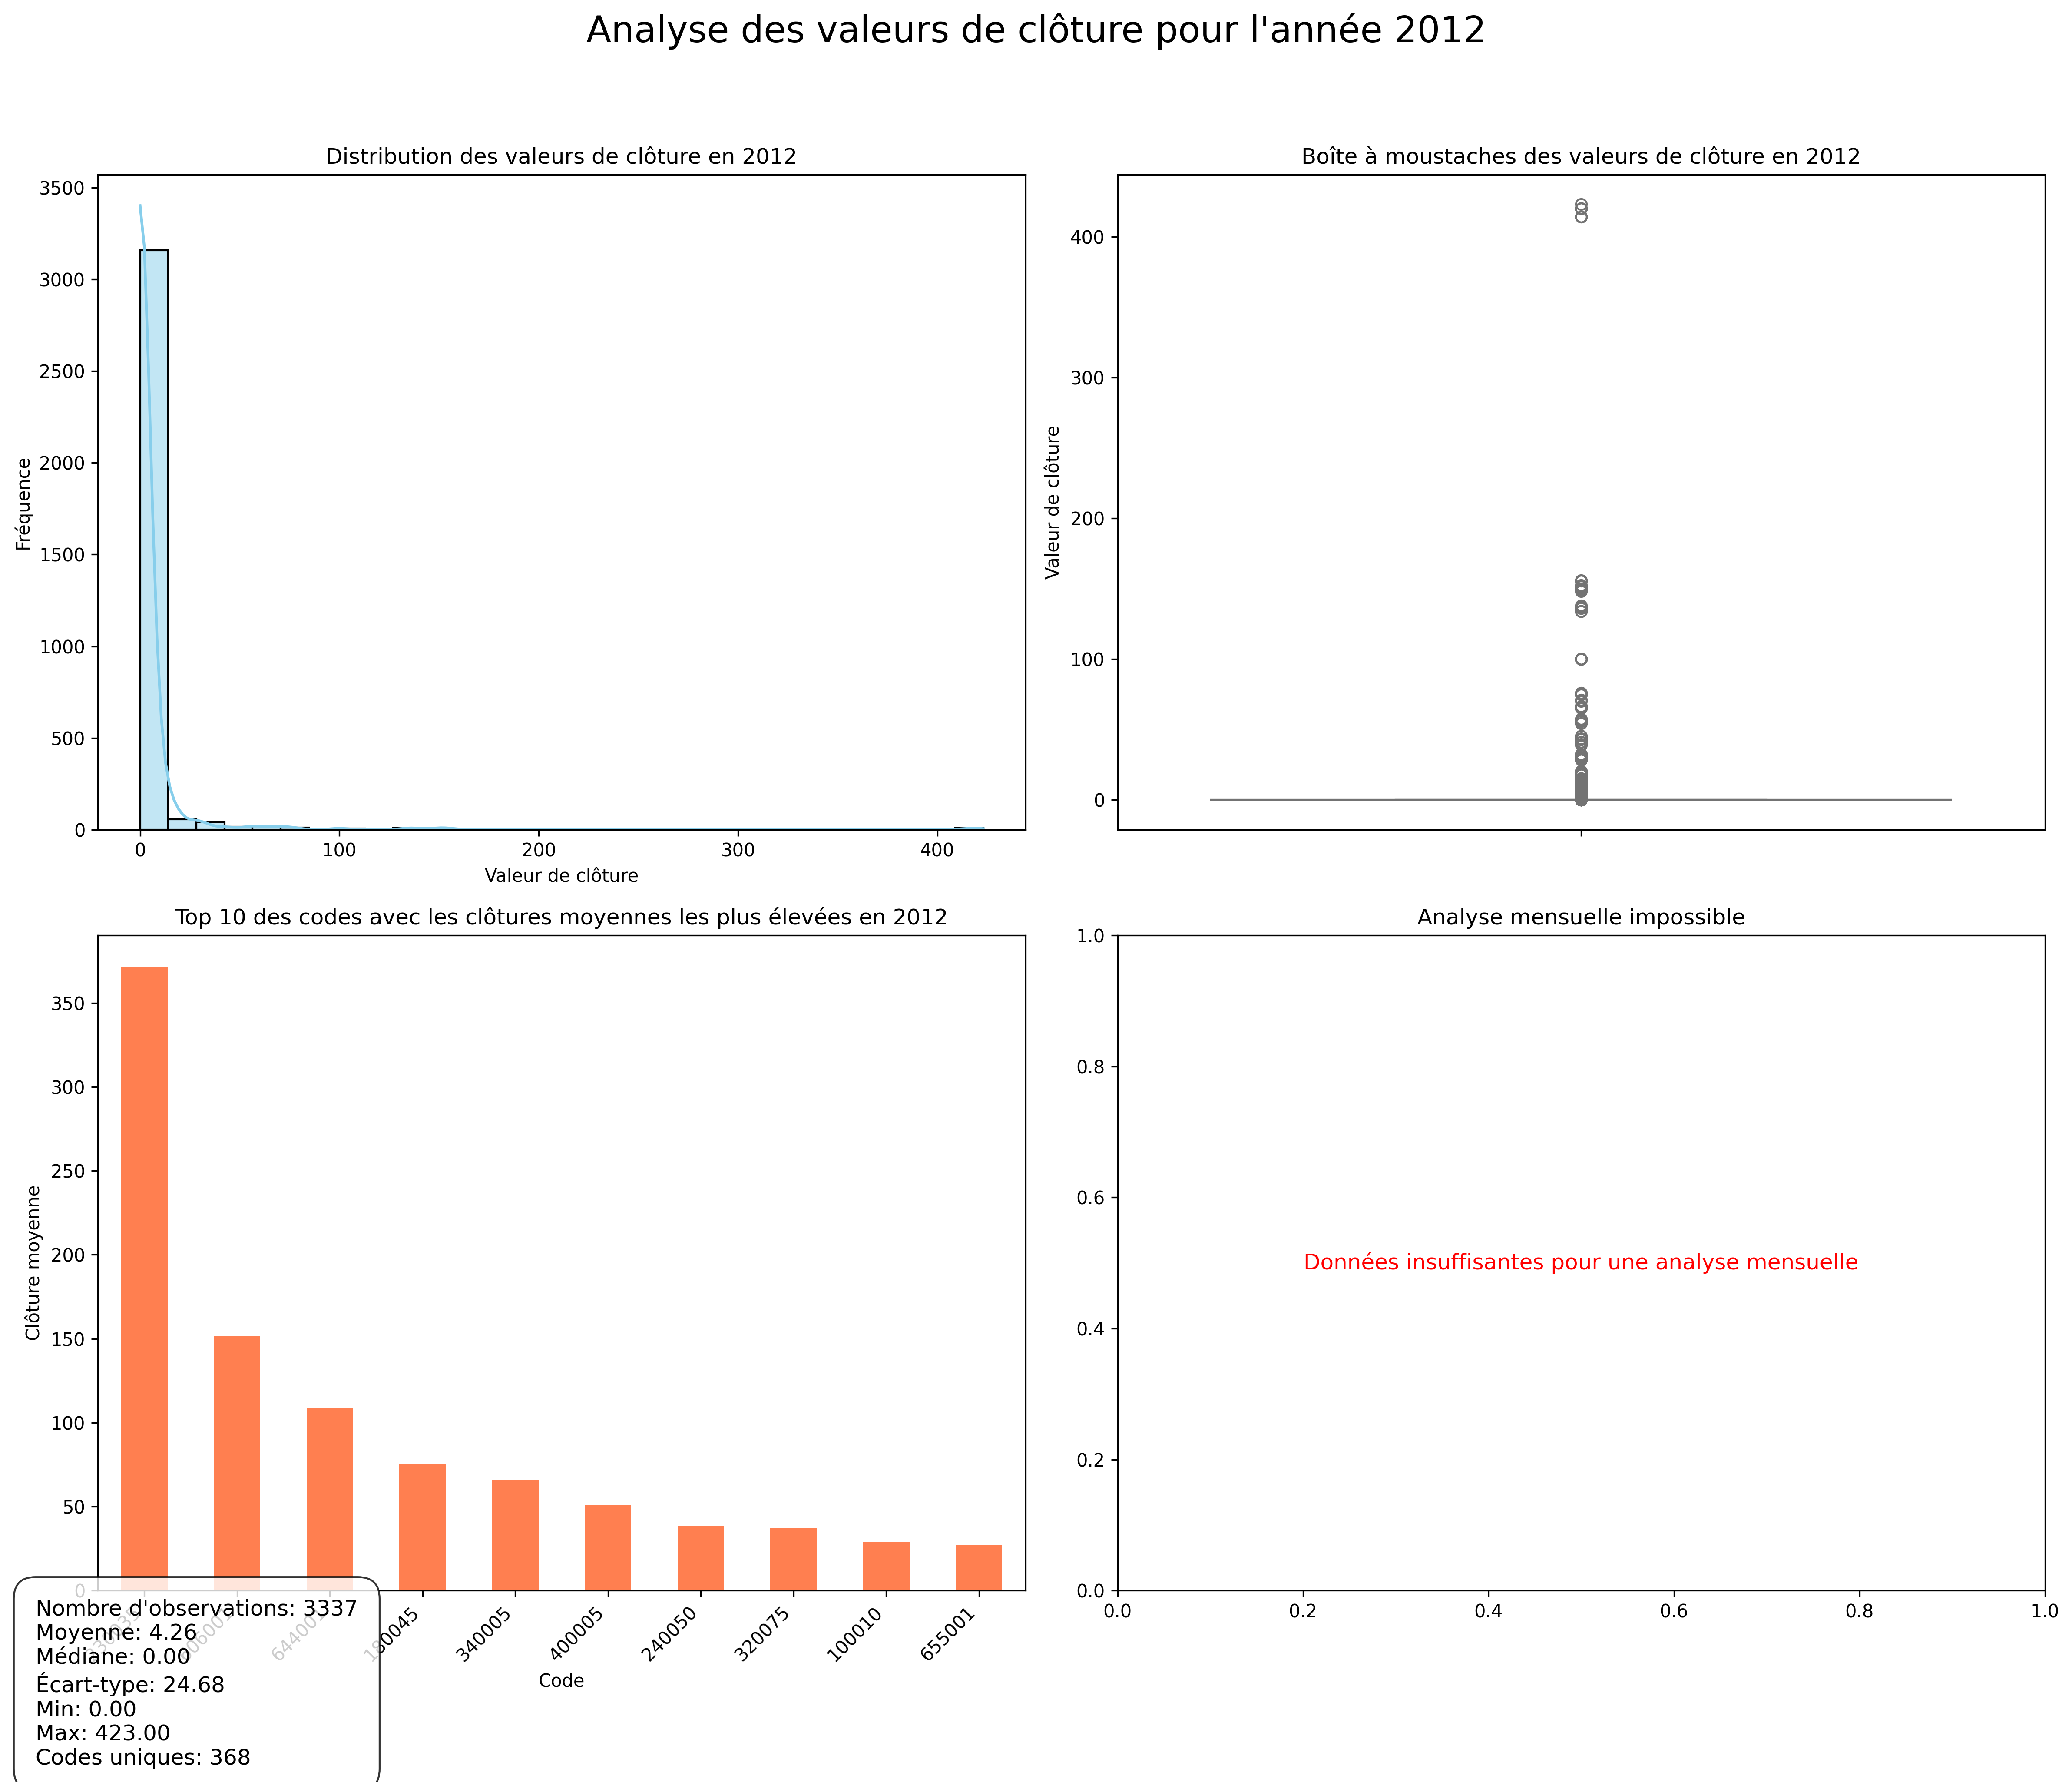 Analyse des valeurs de clôture pour l'année 2012
Distribution des valeurs de clôture en 2012
3500
3000
2500
2000
1500
1000
500
0
Fréquence
0 100 200 300 400
Valeur de clôture
Boîte à moustaches des valeurs de clôture en 2012
400
300
200
100
0
Valeur de clôture
Top 10 des codes avec les clôtures moyennes les plus élevées en 2012
350
300
250
200
150
100
50
0
Clôture moyenne
180045
340005
4000005
240050
3200075
100010
655001
Code
Analyse mensuelle impossible
1.0
0.8
0.6
0.4
0.2
0.0
Données insuffisantes pour une analyse mensuelle
0.0 0.2 0.4 0.6 0.8 1.0
Nombre d'observations: 3337
Moyenne: 4.26
Médiane: 0.00
Écart-type: 24.68
Min: 0.00
Max: 423.00
Codes uniques: 368